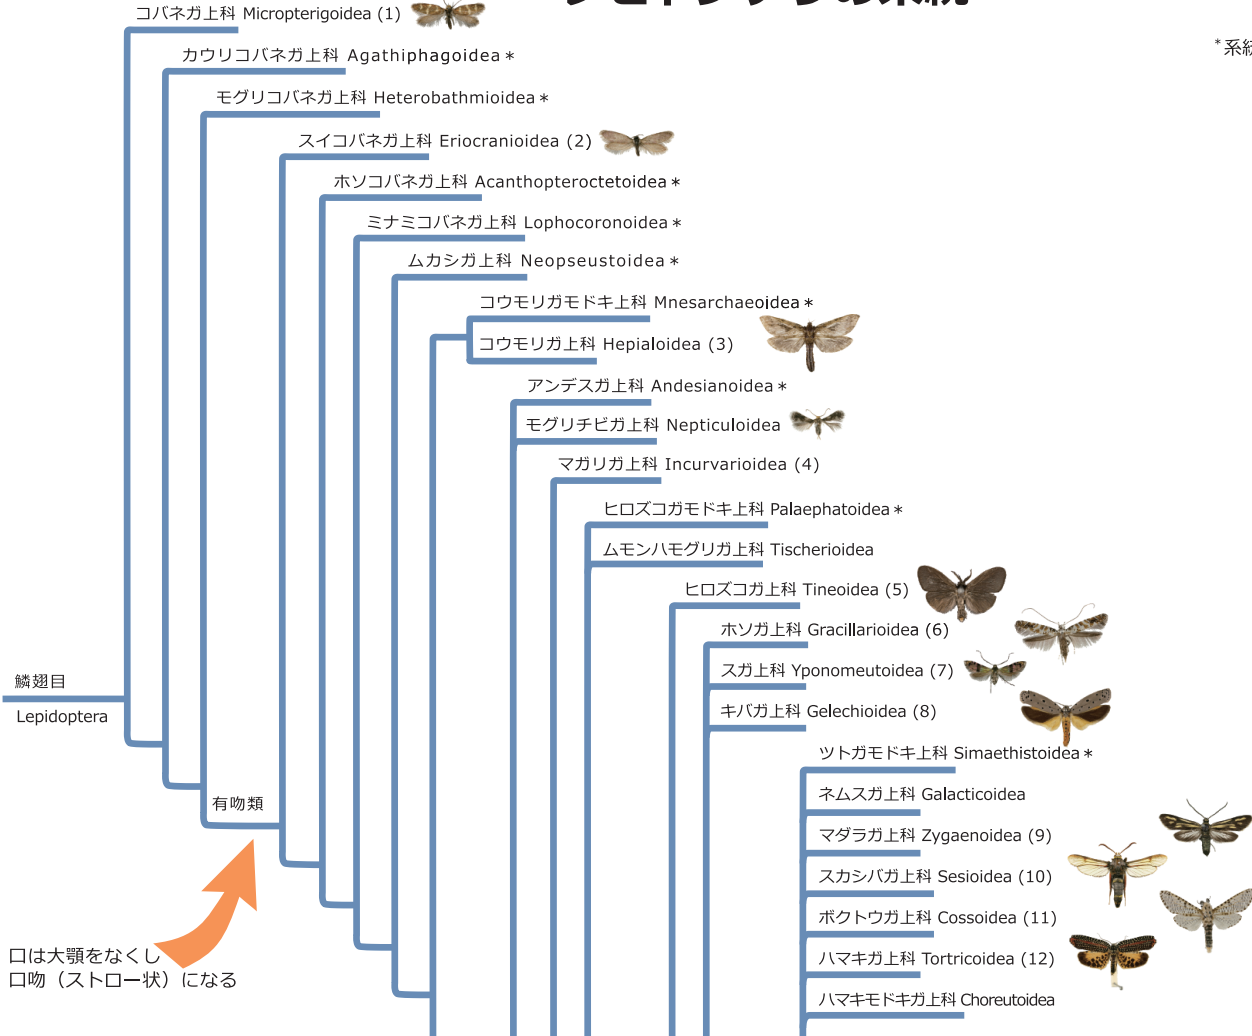 コバネガ上科 Micropterigoidea (1)
*系
カウリコバネガ上科 Agathiphagoidea *
モグリコバネガ上科 Heterobathmioidea *
スイコバネガ上科 Eriocranioidea (2)
ホソコバネガ上科 Acanthopteroctetoidea *
ミナミコバネガ上科 Lophocoronoidea *
ムカシガ上科 Neopseustoidea *
コウモリガモドキ上科 Mnesarchaeoidea *
コウモリガ上科 Hepialoidea (3)
アンデスガ上科 Andesianoidea *
モグリチビガ上科 Nepticuloidea
マガリガ上科 Incurvarioidea (4)
ヒロズコガモドキ上科 Palaephatoidea *
ムモンハモグリガ上科 Tischerioidea
ヒロズコガ上科 Tineoidea (5)
ホソガ上科 Gracillarioidea (6)
スガ上科 Yponomeutoidea (7)
キバガ上科 Gelechioidea (8)
鱗翅目
Lepidoptera
ツトガモドキ上科 Simaethistoidea *
ネムスガ上科 Galacticoidea
有吻類
マダラガ上科 Zygaenoidea (9)
スカシバガ上科 Sesioidea (10)
ボクトウガ上科 Cossoidea (11)
ハマキガ上科 Tortricoidea (12)
ハマキモドキガ上科 Choreutoidea
口は大顎をなくし
口吻（ストロー状）になる